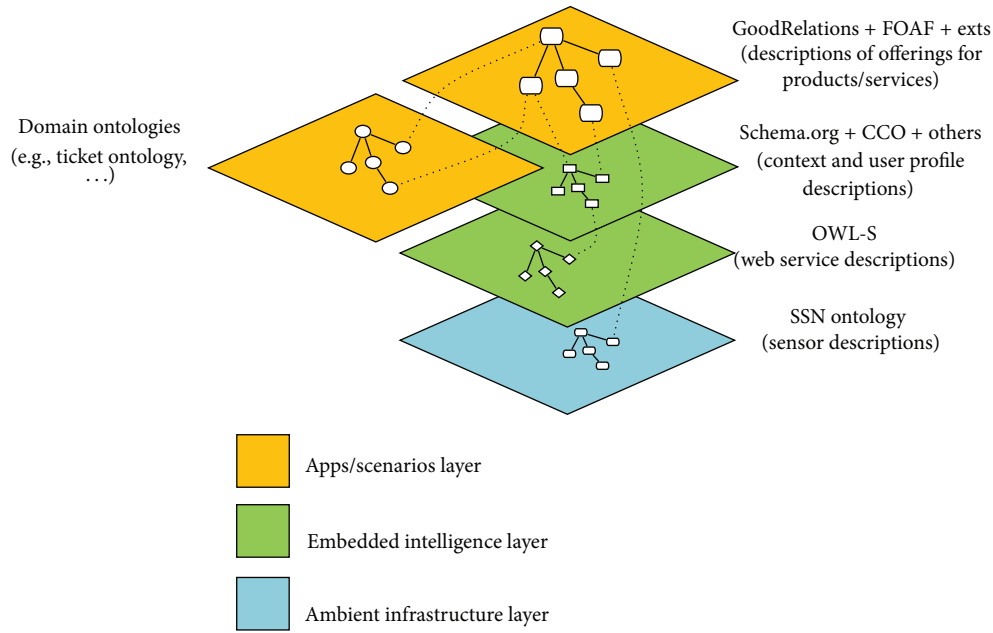 GoodRelations + FOAF + exts
(descriptions of offerings for
products/services)
Domain ontologies
(e.g., ticket ontology,
. . .)
Schema.org + CCO + others
(context and user profile
descriptions)
OWL-S
(web service descriptions)
SSN ontology
(sensor descriptions)
Apps/scenarios layer
Embedded intelligence layer
Ambient infrastructure layer